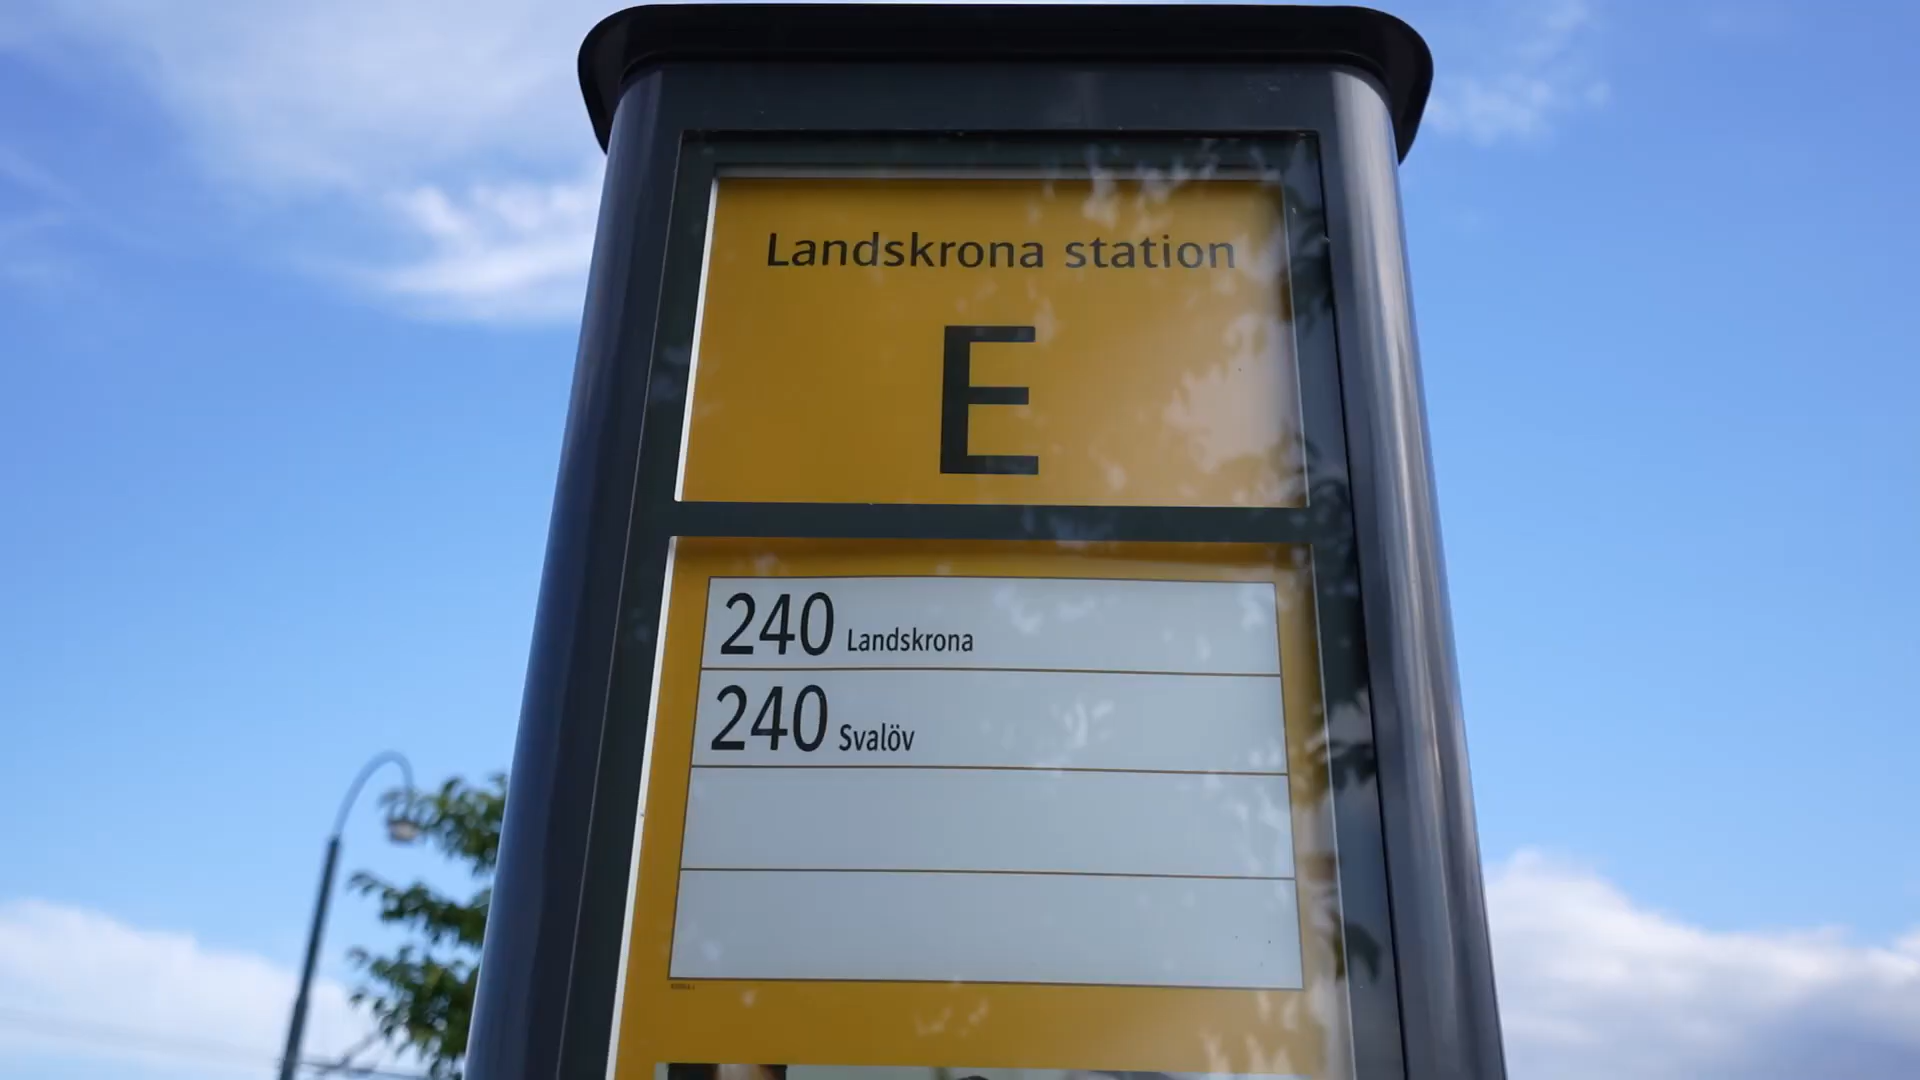 Landskrona station
E
240 Landskrona
240 Svalöv